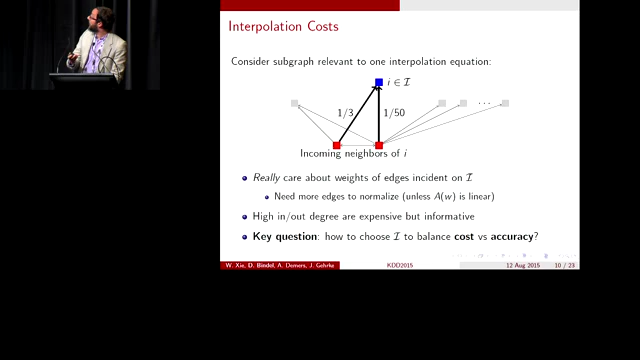 Interpolation Costs
Consider subgraph relevant to one interpolation equation:
i ∈ I
1/3
1/50
...
Incoming neighbors of i
Really care about weights of edges incident on I
Need more edges to normalize (unless A(w) is linear)
High in/out degree are expensive but informative
Key question: how to choose I to balance cost vs accuracy?
W. Xie, D. Bindel, A. Demers, J. Gehrke
KDD2015
12 Aug 2015
10 / 23